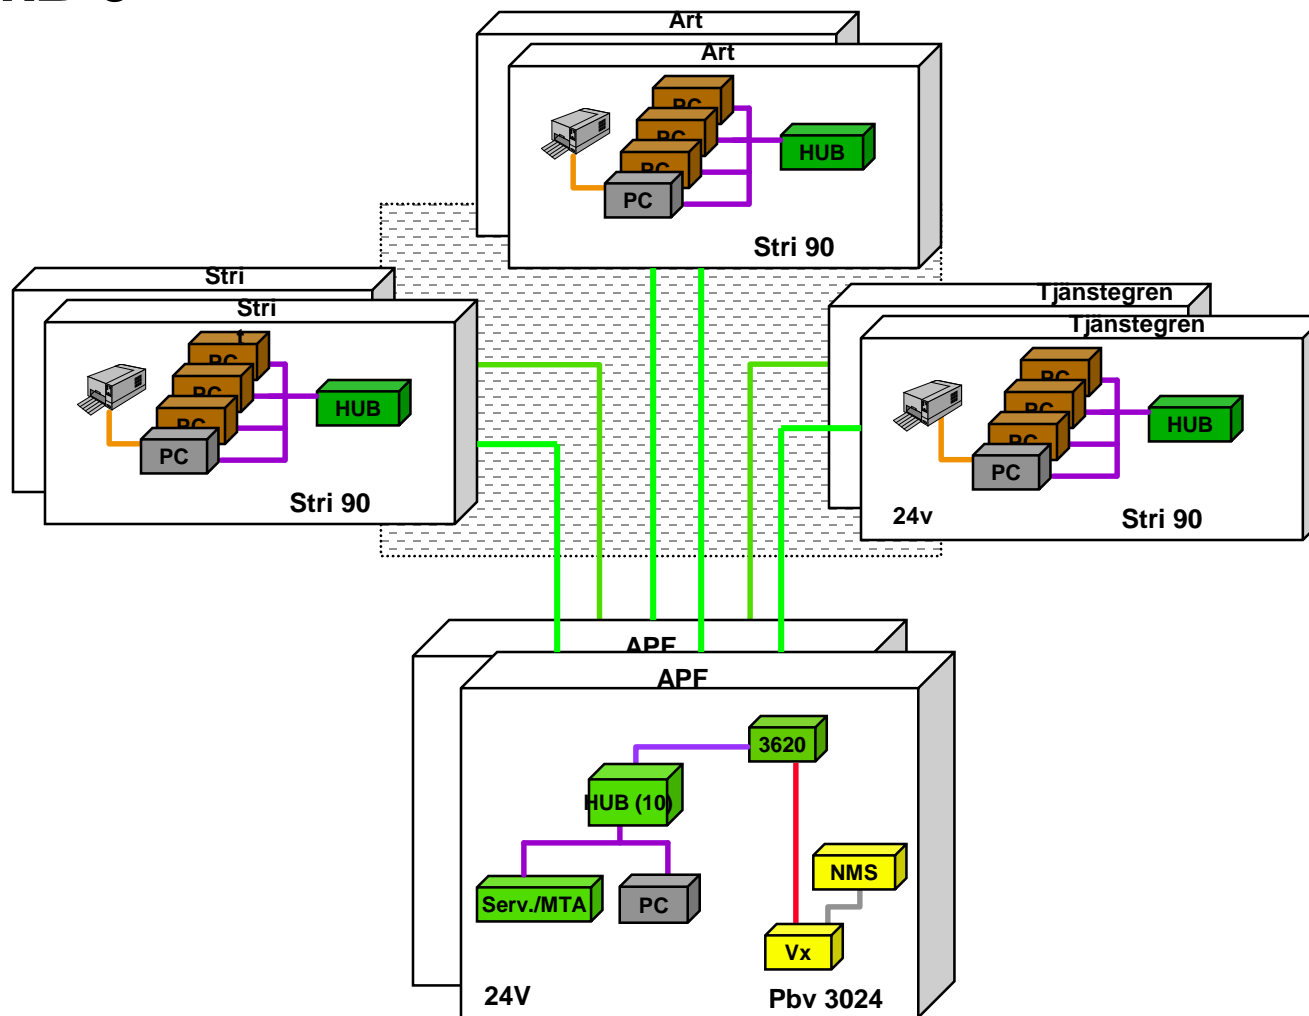 Art
Art
PC
PC
PC
PC
HUB
Stri 90
Stri
Stri
PC
PC
PC
PC
HUB
Stri 90
Tjänstegren
Tjänstegren
PC
PC
PC
PC
HUB
24v
Stri 90
APF
APF
3620
HUB (10)
NMS
Serv./MTA
PC
Vx
24V
Pbv 3024